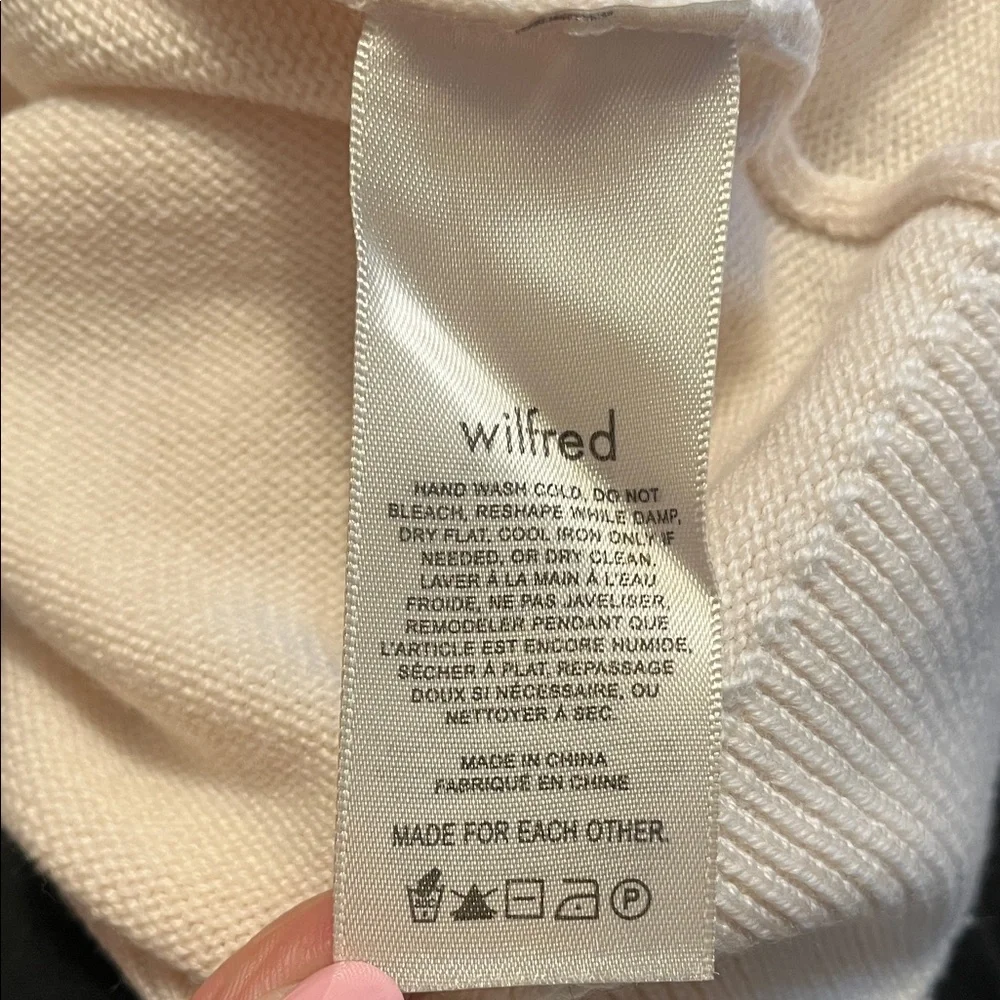 wilfred
HAND WASH COLD, DO NOT
BLEACH, RESHAPE WHILE DAMP,
DRY FLAT. COOL IRON ONLY IF
NEEDED, OR DRY CLEAN.
LAVER À LA MAIN À L'EAU
FROIDE, NE PAS JAVELISER,
REMODELER PENDANT QUE
L'ARTICLE EST ENCORE HUMIDE,
SÉCHER À PLAT. REPASSAGE
DOUX SI NÉCESSAIRE, OU
NETTOYER À SEC.
MADE IN CHINA
FABRIQUÉ EN CHINE
MADE FOR EACH OTHER.
P